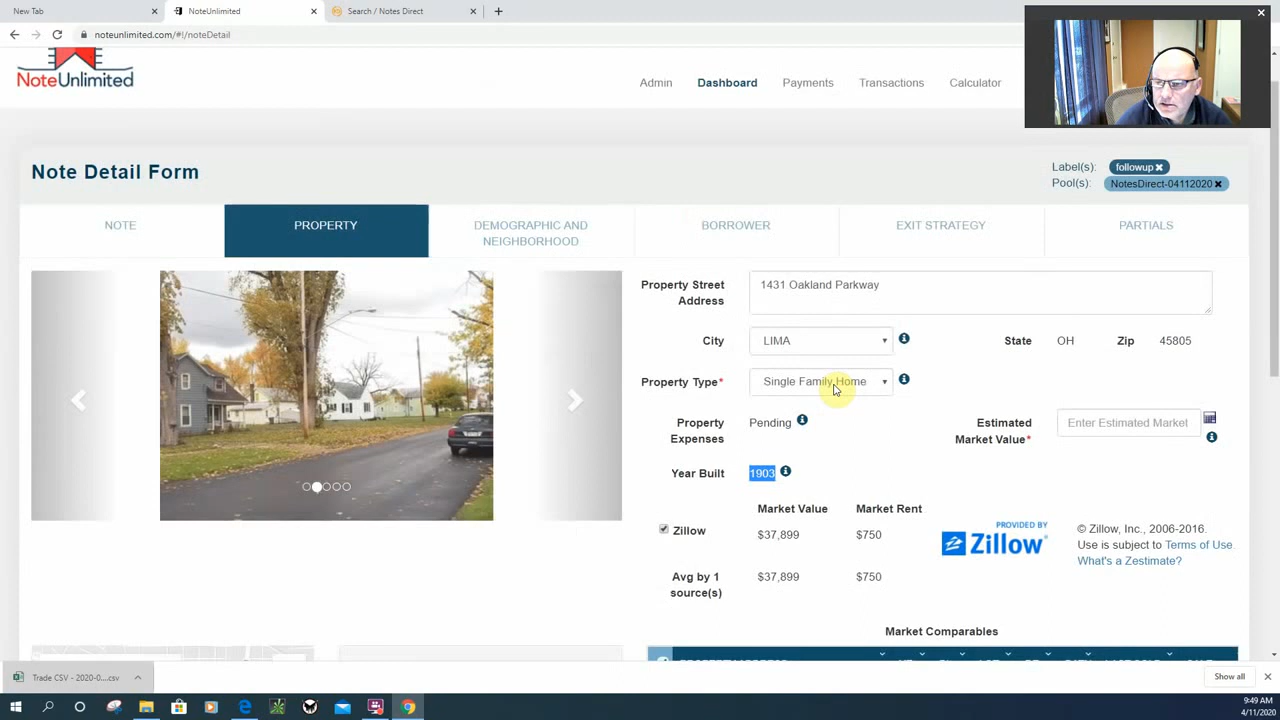 New Tab
NoteUnlimited
Search / Notes Direct
noteunlimited.com/#!/noteDetail
NoteUnlimited
Admin
Dashboard
Payments
Transactions
Calculator
Note Detail Form
Label(s): followup
Pool(s): NotesDirect-04112020
NOTE
PROPERTY
DEMOGRAPHIC AND
NEIGHBORHOOD
BORROWER
EXIT STRATEGY
PARTIALS
Property Street
Address
1431 Oakland Parkway
City LIMA State OH Zip 45805
Property Type* Single Family Home
Property
Expenses
Pending
Estimated
Market Value*
Enter Estimated Market
Year Built 1903
Market Value Market Rent
Zillow $37,899 $750
PROVIDED BY
Zillow
© Zillow, Inc., 2006-2016.
Use is subject to Terms of Use.
What's a Zestimate?
Avg by 1
source(s)
$37,899 $750
Market Comparables
Trade CSV - 2020-0....csv
Show all
9:49 AM
4/11/2020